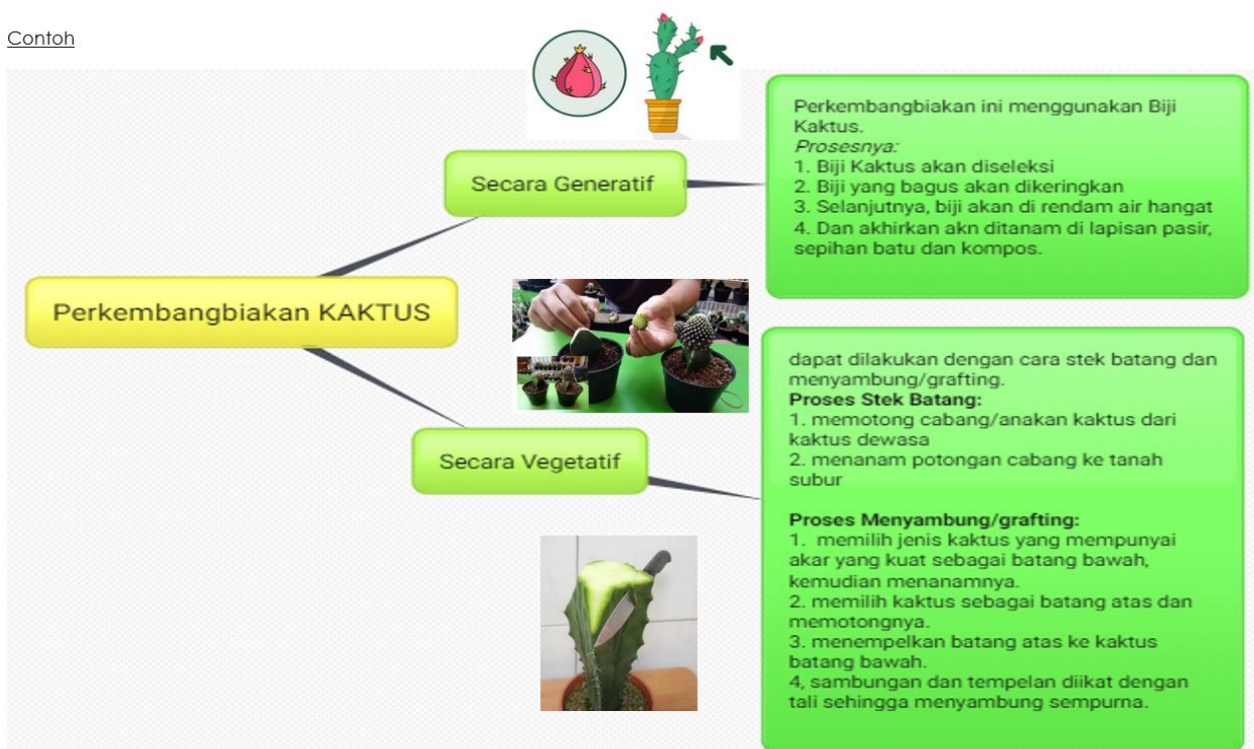 Contoh
Secara Generatif
Perkembangbiakan ini menggunakan Biji
Kaktus.
Prosesnya:
1. Biji Kaktus akan diseleksi
2. Biji yang bagus akan dikeringkan
3. Selanjutnya, biji akan di rendam air hangat
4. Dan akhirkan akn ditanam di lapisan pasir,
sepihan batu dan kompos.
Perkembangbiakan KAKTUS
Secara Vegetatif
dapat dilakukan dengan cara stek batang dan
menyambung/grafting.
Proses Stek Batang:
1. memotong cabang/anakan kaktus dari
kaktus dewasa
2. menanam potongan cabang ke tanah
subur
Proses Menyambung/grafting:
1. memilih jenis kaktus yang mempunyai
akar yang kuat sebagai batang bawah,
kemudian menanamnya.
2. memilih kaktus sebagai batang atas dan
memotongnya.
3. menempelkan batang atas ke kaktus
batang bawah.
4, sambungan dan tempelan diikat dengan
tali sehingga menyambung sempurna.